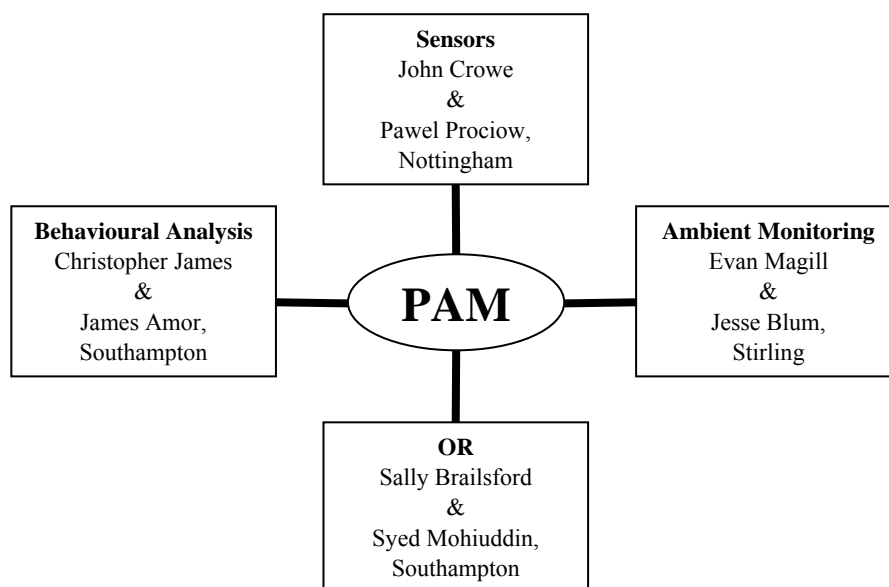 Sensors
John Crowe
&
Pawel Prociow,
Nottingham
Behavioural Analysis
Christopher James
&
James Amor,
Southampton
PAM
Ambient Monitoring
Evan Magill
&
Jesse Blum,
Stirling
OR
Sally Brailsford
&
Syed Mohiuddin,
Southampton